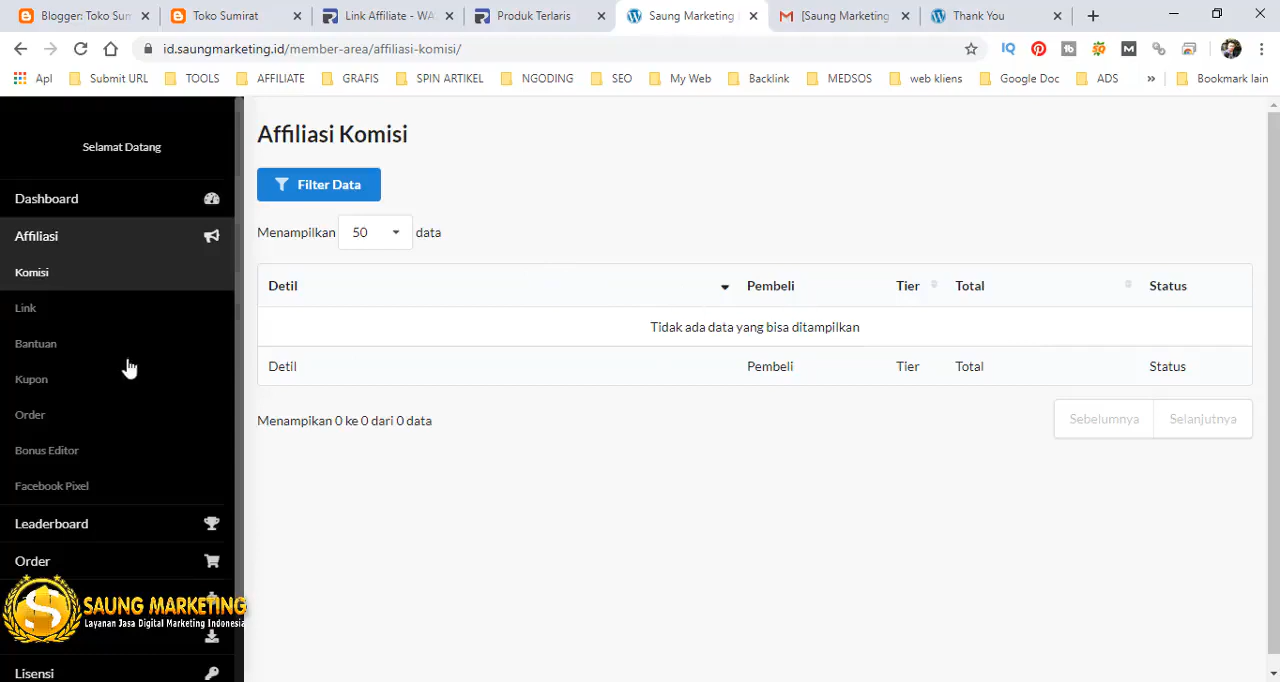 Blogger: Toko Sun
Toko Sumirat
Link Affiliate - WA
Produk Terlaris
Saung Marketing
[Saung Marketing
Thank You
id.saungmarketing.id/member-area/affiliasi-komisi/
IQ
M
Apl
Submit URL
TOOLS
AFFILIATE
GRAFIS
SPIN ARTIKEL
NGODING
SEO
My Web
Backlink
MEDSOS
web kliens
Google Doc
ADS
»
Bookmark lain
Selamat Datang
Dashboard
Affiliasi
Komisi
Link
Bantuan
Kupon
Order
Bonus Editor
Facebook Pixel
Leaderboard
Order
Lisensi
SAUNG MARKETING
Layanan Jasa Digital Marketing Indonesia
Affiliasi Komisi
Filter Data
Menampilkan 50 data
Detil Pembeli Tier Total Status
Tidak ada data yang bisa ditampilkan
Detil Pembeli Tier Total Status
Menampikan 0 ke 0 dari 0 data
Sebelumnya Selanjutnya